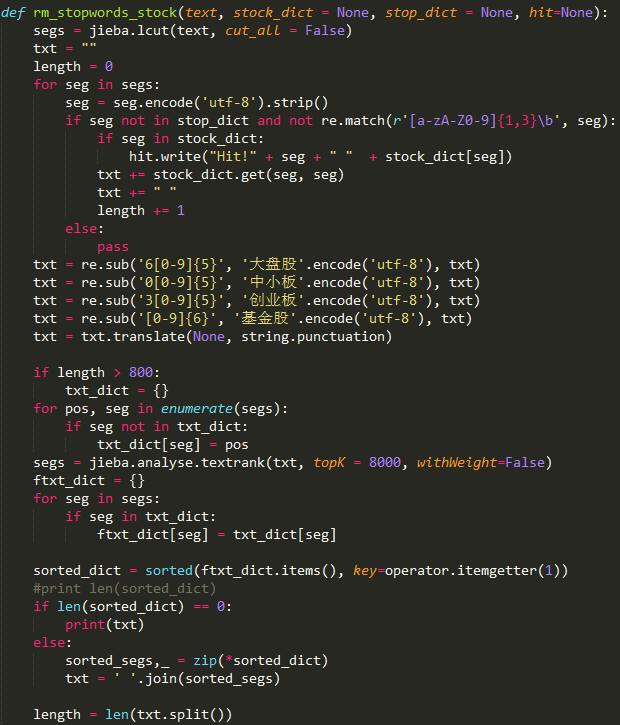 def rm_stopwords_stock(text, stock_dict = None, stop_dict = None, hit=None):
    segs = jieba.lcut(text, cut_all = False)
    txt = ""
    length = 0
    for seg in segs:
        seg = seg.encode('utf-8').strip()
        if seg not in stop_dict and not re.match(r'[a-zA-Z0-9]{1,3}\b', seg):
            if seg in stock_dict:
                hit.write("Hit!" + seg + " "  + stock_dict[seg])
            txt += stock_dict.get(seg, seg)
            txt += " "
            length += 1
        else:
            pass
    txt = re.sub('6[0-9]{5}', '大盘股'.encode('utf-8'), txt)
    txt = re.sub('0[0-9]{5}', '中小板'.encode('utf-8'), txt)
    txt = re.sub('3[0-9]{5}', '创业板'.encode('utf-8'), txt)
    txt = re.sub('[0-9]{6}', '基金股'.encode('utf-8'), txt)
    txt = txt.translate(None, string.punctuation)

    if length > 800:
        txt_dict = {}
    for pos, seg in enumerate(segs):
        if seg not in txt_dict:
            txt_dict[seg] = pos
    segs = jieba.analyse.textrank(txt, topK = 8000, withWeight=False)
    ftxt_dict = {}
    for seg in segs:
        if seg in txt_dict:
            ftxt_dict[seg] = txt_dict[seg]

    sorted_dict = sorted(ftxt_dict.items(), key=operator.itemgetter(1))
    #print len(sorted_dict)
    if len(sorted_dict) == 0:
        print(txt)
    else:
        sorted_segs,_ = zip(*sorted_dict)
        txt = ' '.join(sorted_segs)

    length = len(txt.split())